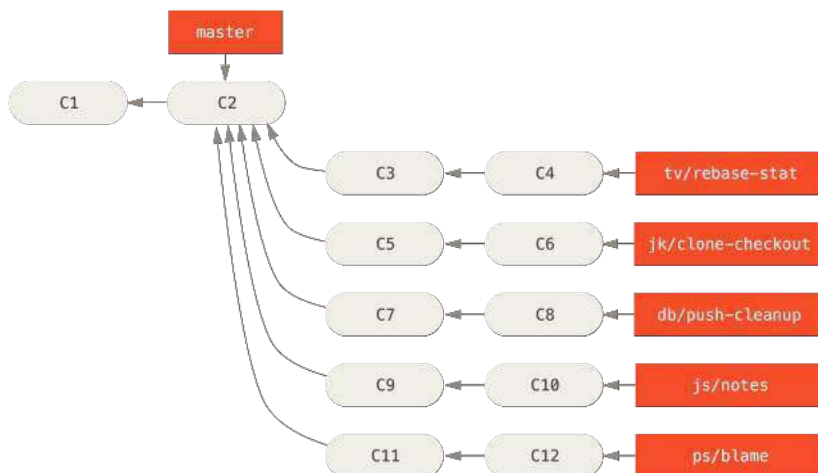 master
C1 C2
C3 C4 tv/rebase-stat
C5 C6 jk/clone-checkout
C7 C8 db/push-cleanup
C9 C10 js/notes
C11 C12 ps/blame